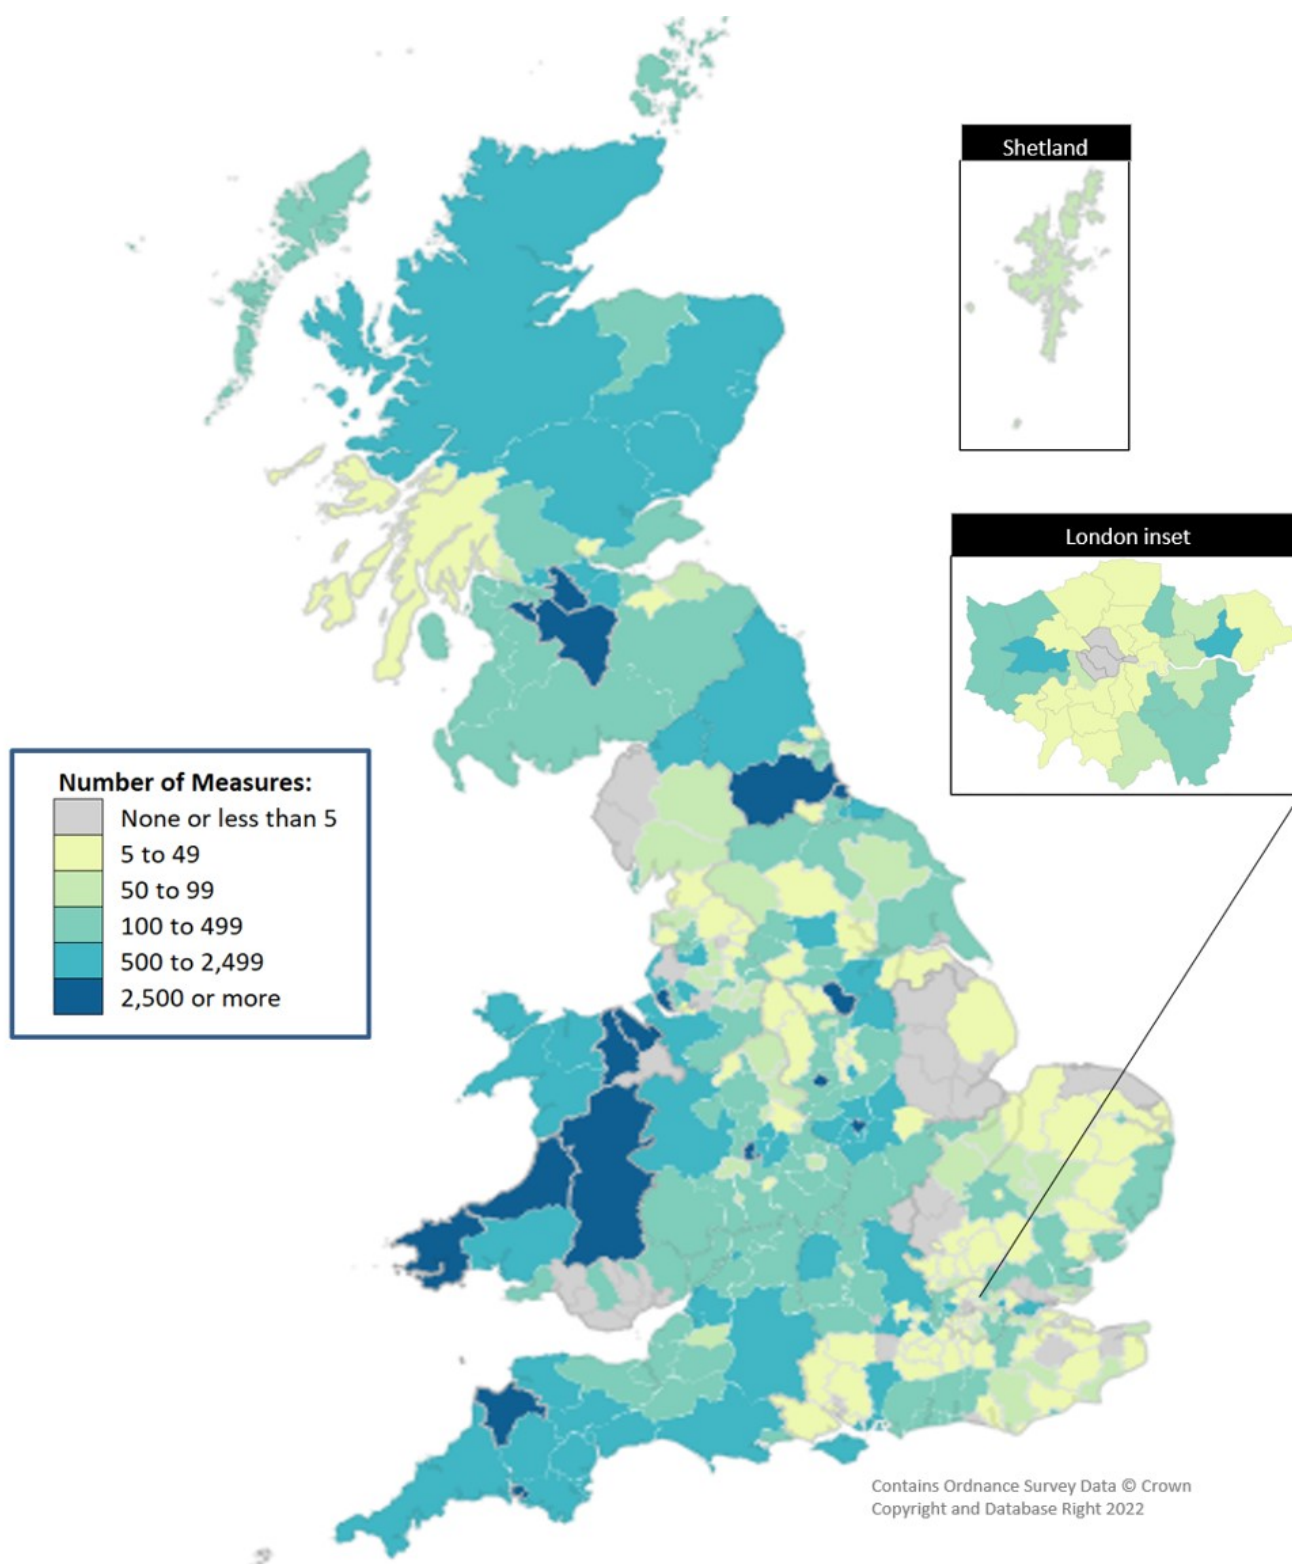 Shetland
London inset
Number of Measures:
None or less than 5
5 to 49
50 to 99
100 to 499
500 to 2,499
2,500 or more
Contains Ordnance Survey Data © Crown
Copyright and Database Right 2022